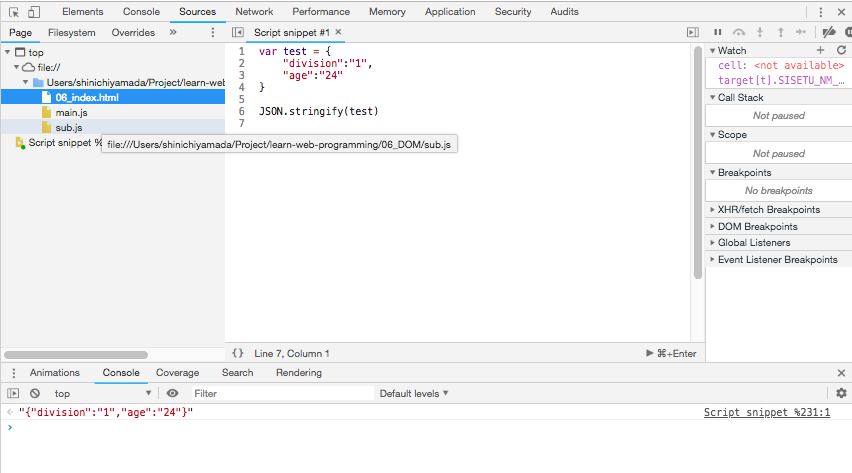 Elements Console Sources Network Performance Memory Application Security Audits
Page Filesystem Overrides »
Script snippet #1 ×
top
file://
Users/shinichiyamada/Project/learn-web
06_index.html
main.js
sub.js
Script snippet %
file:///Users/shinichiyamada/Project/learn-web-programming/06_DOM/sub.js
1 var test = {
2 "division":"1",
3 "age":"24"
4 }
5
6 JSON.stringify(test)
7
{} Line 7, Column 1 ⌘+Enter
Watch
cell: <not available>
target[t].SISETU_NM_…
Call Stack
Not paused
Scope
Not paused
Breakpoints
No breakpoints
XHR/fetch Breakpoints
DOM Breakpoints
Global Listeners
Event Listener Breakpoints
Animations Console Coverage Search Rendering
top Filter Default levels
"{"division":"1","age":"24"}" Script snippet %231:1